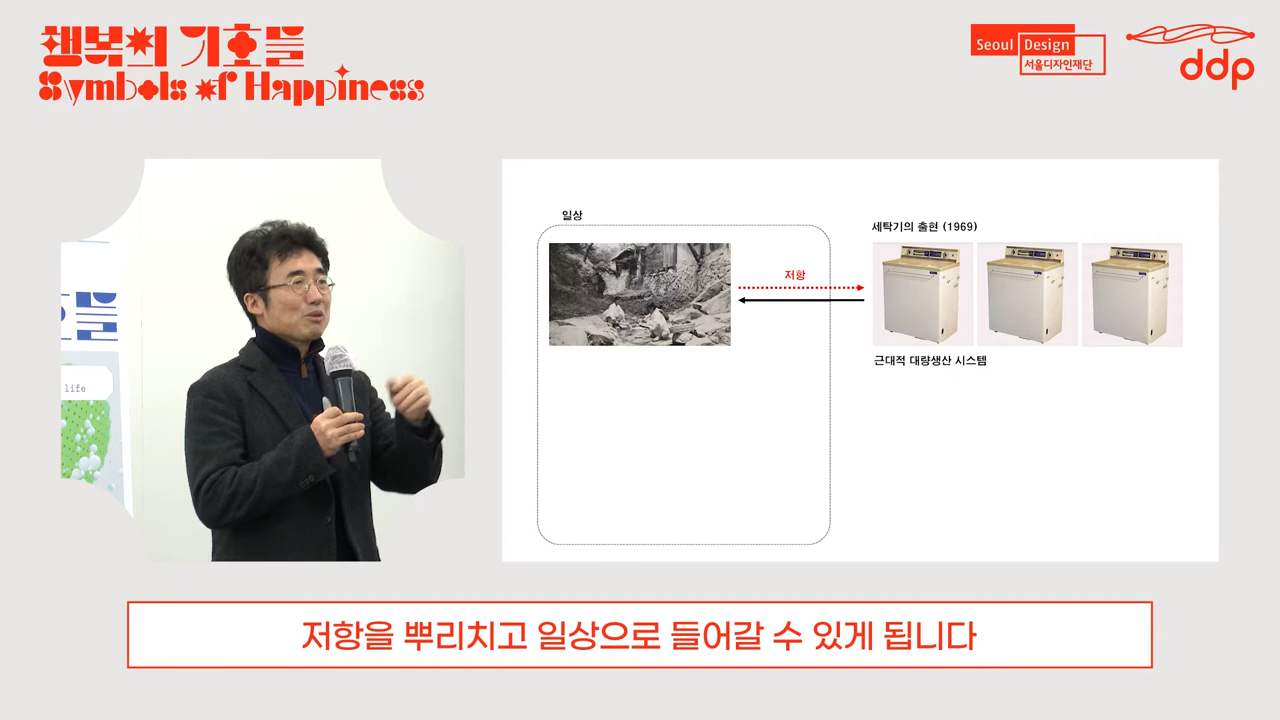 행복의 기호들
Symbols of Happiness
Seoul Design
서울디자인재단
ddp
호들
life
일상
저항
세탁기의 출현 (1969)
근대적 대량생산 시스템
저항을 뿌리치고 일상으로 들어갈 수 있게 됩니다